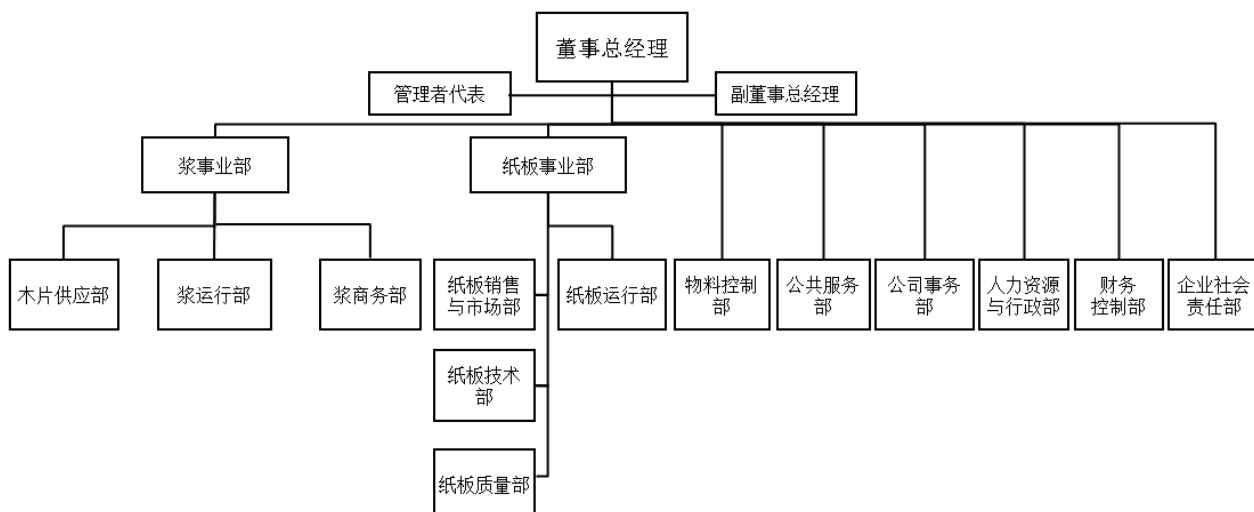 董事总经理
管理者代表
副董事总经理
浆事业部
纸板事业部
木片供应部
浆运行部
浆商务部
纸板销售
与市场部
纸板运行部
物料控制
部
公共服务
部
公司事务
部
人力资源
与行政部
财务
控制部
企业社会
责任部
纸板技术
部
纸板质量部